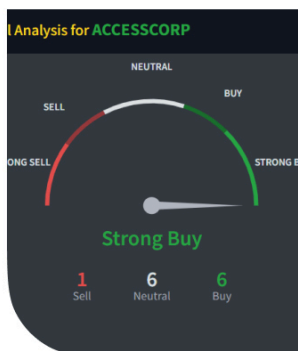 l Analysis for ACCESSCORP
NEUTRAL
SELL
BUY
ONG SELL
STRONG B
Strong Buy
1 6 6
Sell Neutral Buy